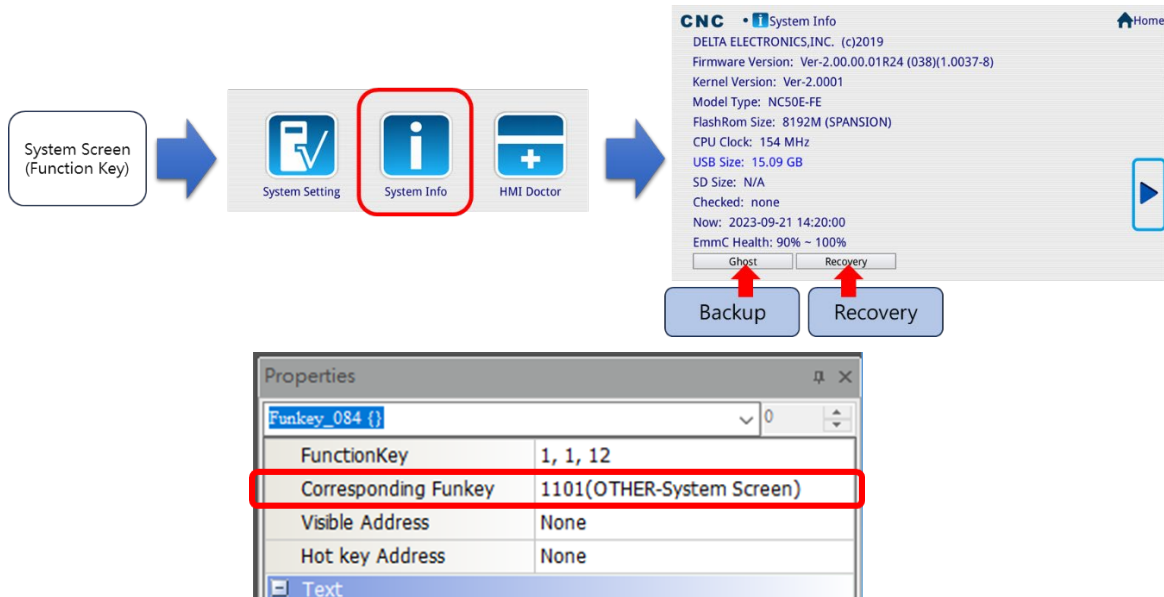 System Screen
(Function Key)
System Setting
System Info
HMI Doctor
CNC • System Info
Home
DELTA ELECTRONICS,INC. (c)2019
Firmware Version: Ver-2.00.00.01R24 (038)(1.0037-8)
Kernel Version: Ver-2.0001
Model Type: NC50E-FE
FlashRom Size: 8192M (SPANSION)
CPU Clock: 154 MHz
USB Size: 15.09 GB
SD Size: N/A
Checked: none
Now: 2023-09-21 14:20:00
EmmC Health: 90% ~ 100%
Ghost Recovery
Backup Recovery
Properties
Funkey_084 {} 0
FunctionKey 1, 1, 12
Corresponding Funkey 1101(OTHER-System Screen)
Visible Address None
Hot key Address None
Text